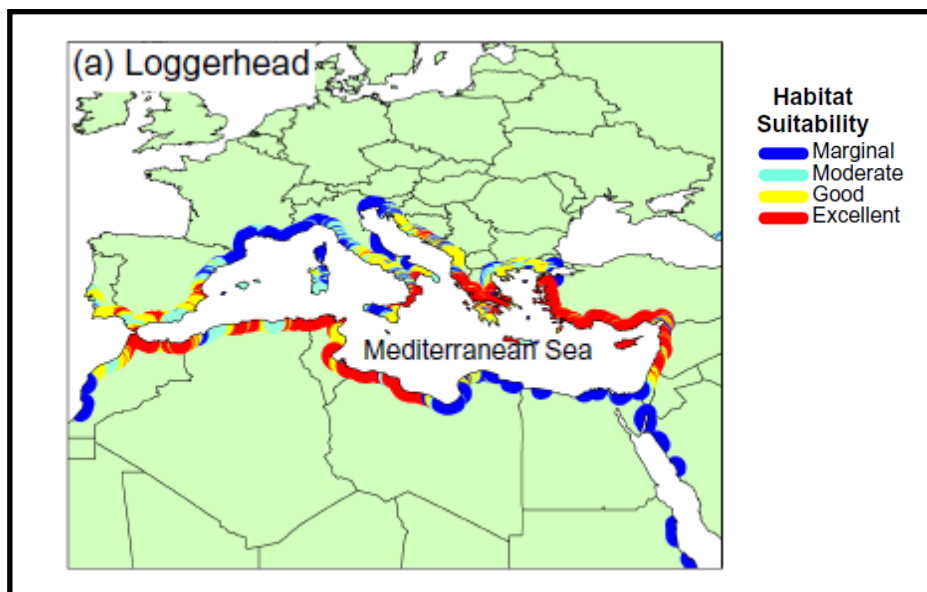 (a) Loggerhead
Mediterranean Sea
Habitat
Suitability
Marginal
Moderate
Good
Excellent